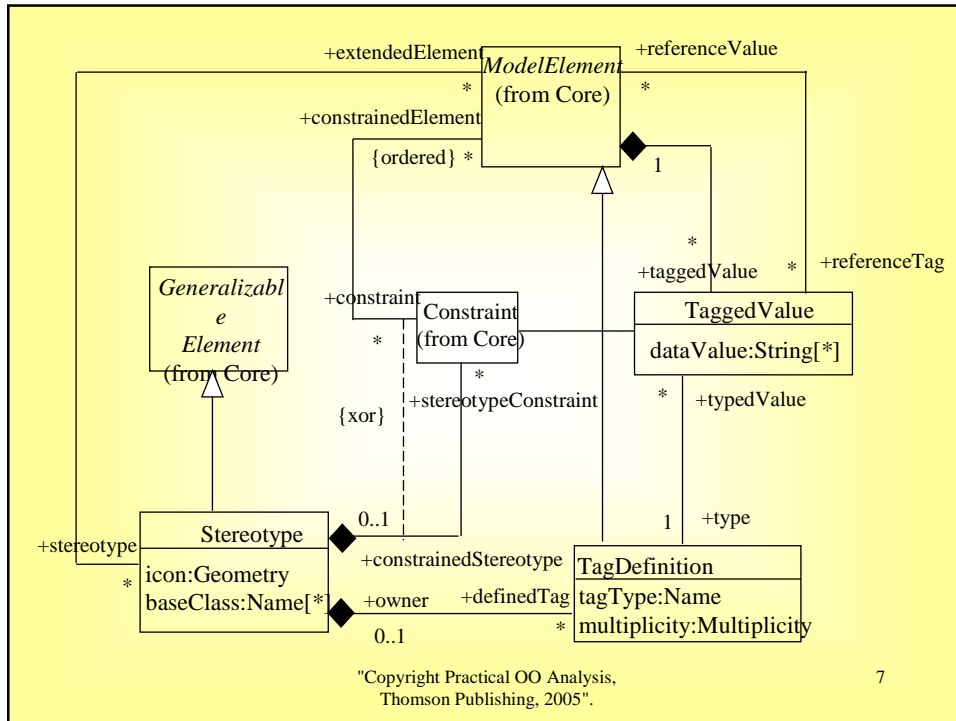 +extendedElement
ModelElement
(from Core)
+referenceValue
*
*
+constrainedElement
{ordered} *
1
*
+taggedValue
*
+referenceTag
Generalizabl
e
Element
(from Core)
+constraint
*
Constraint
(from Core)
TaggedValue
dataValue:String[*]
*
+stereotypeConstraint
*
+typedValue
{xor}
0..1
1
+type
+stereotype
*
Stereotype
icon:Geometry
baseClass:Name[*]
+constrainedStereotype
+owner
0..1
+definedTag
*
TagDefinition
tagType:Name
multiplicity:Multiplicity
"Copyright Practical OO Analysis,
Thomson Publishing, 2005".
7